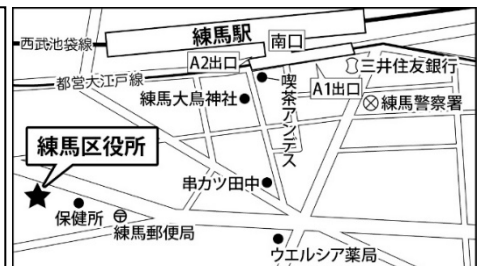 練馬駅
南口
西武池袋線
A2出口
三井住友銀行
都営大江戸線
A1出口
練馬大鳥神社
喫茶アンデス
練馬警察署
練馬区役所
串カツ田中
保健所
練馬郵便局
ウエルシア薬局